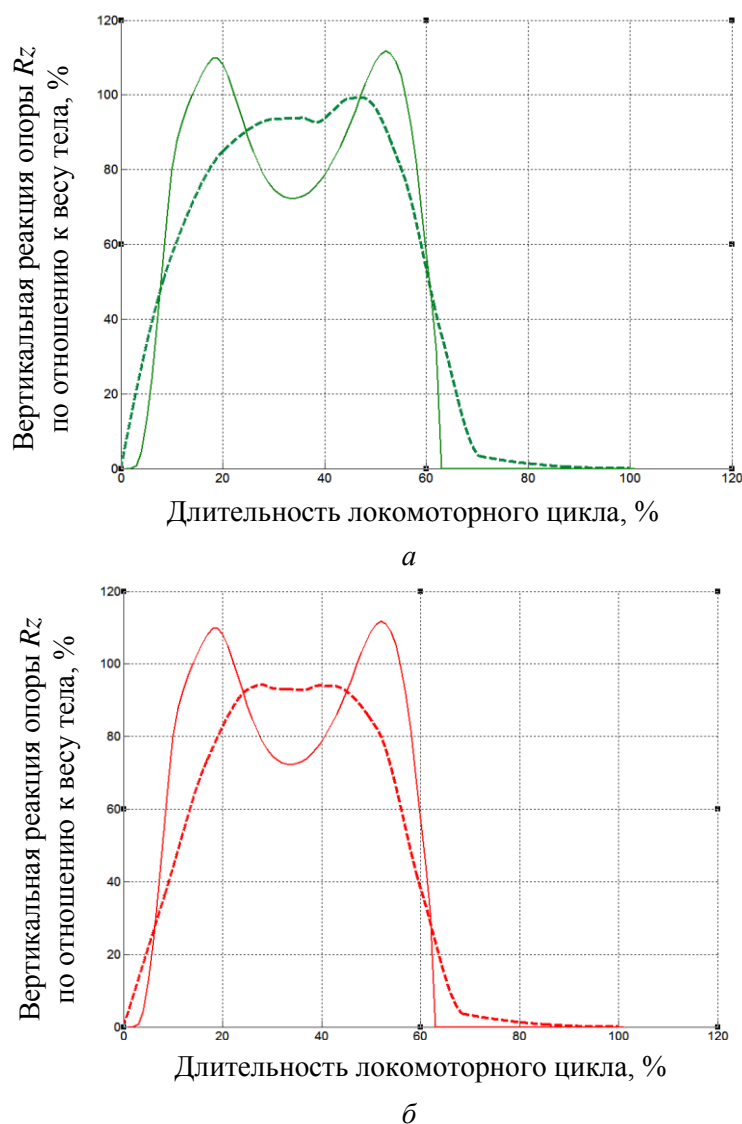 Вертикальная реакция опоры Rz
по отношению к весу тела, %
120
100
80
60
40
20
0
0 20 40 60 80 100 120
Длительность локомоторного цикла, %
а
Вертикальная реакция опоры Rz
по отношению к весу тела, %
120
100
80
60
40
20
0
0 20 40 60 80 100 120
Длительность локомоторного цикла, %
б